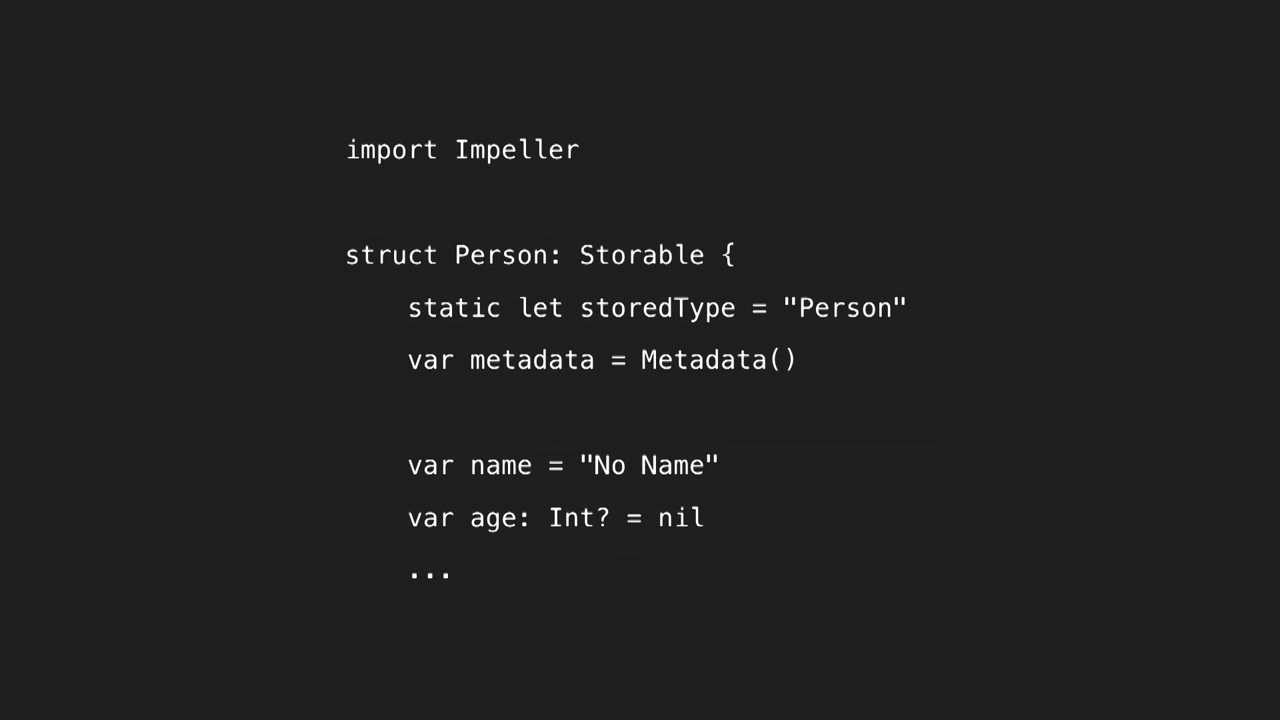 import Impeller
struct Person: Storable {
    static let storedType = "Person"
    var metadata = Metadata()
    var name = "No Name"
    var age: Int? = nil
    ...